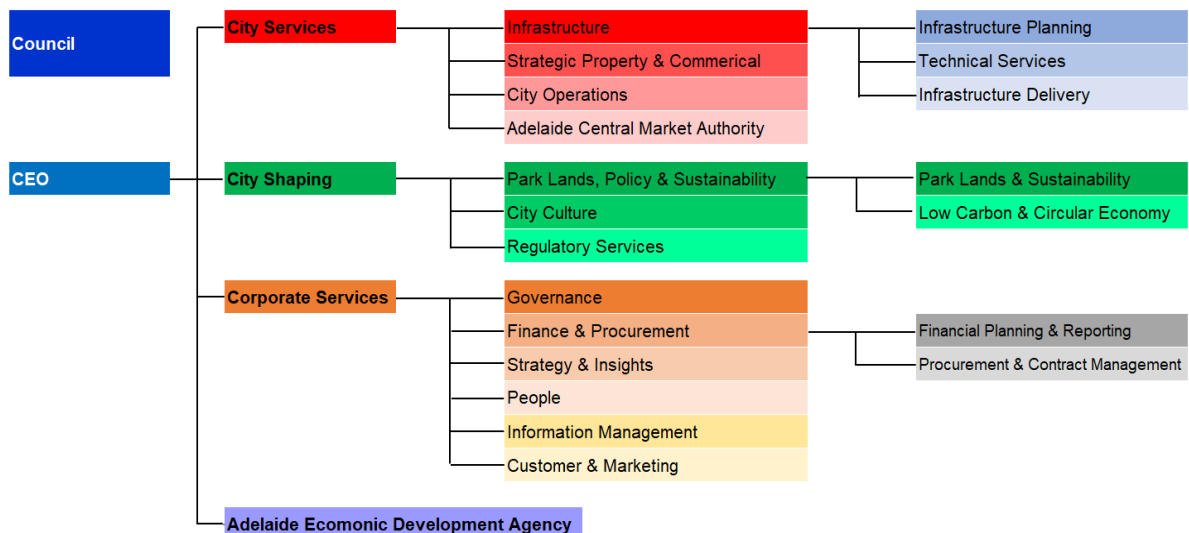 Council
City Services
Infrastructure
Infrastructure Planning
Strategic Property & Commerical
Technical Services
City Operations
Infrastructure Delivery
Adelaide Central Market Authority
CEO
City Shaping
Park Lands, Policy & Sustainability
Park Lands & Sustainability
City Culture
Low Carbon & Circular Economy
Regulatory Services
Corporate Services
Governance
Finance & Procurement
Financial Planning & Reporting
Strategy & Insights
Procurement & Contract Management
People
Information Management
Customer & Marketing
Adelaide Ecomonic Development Agency